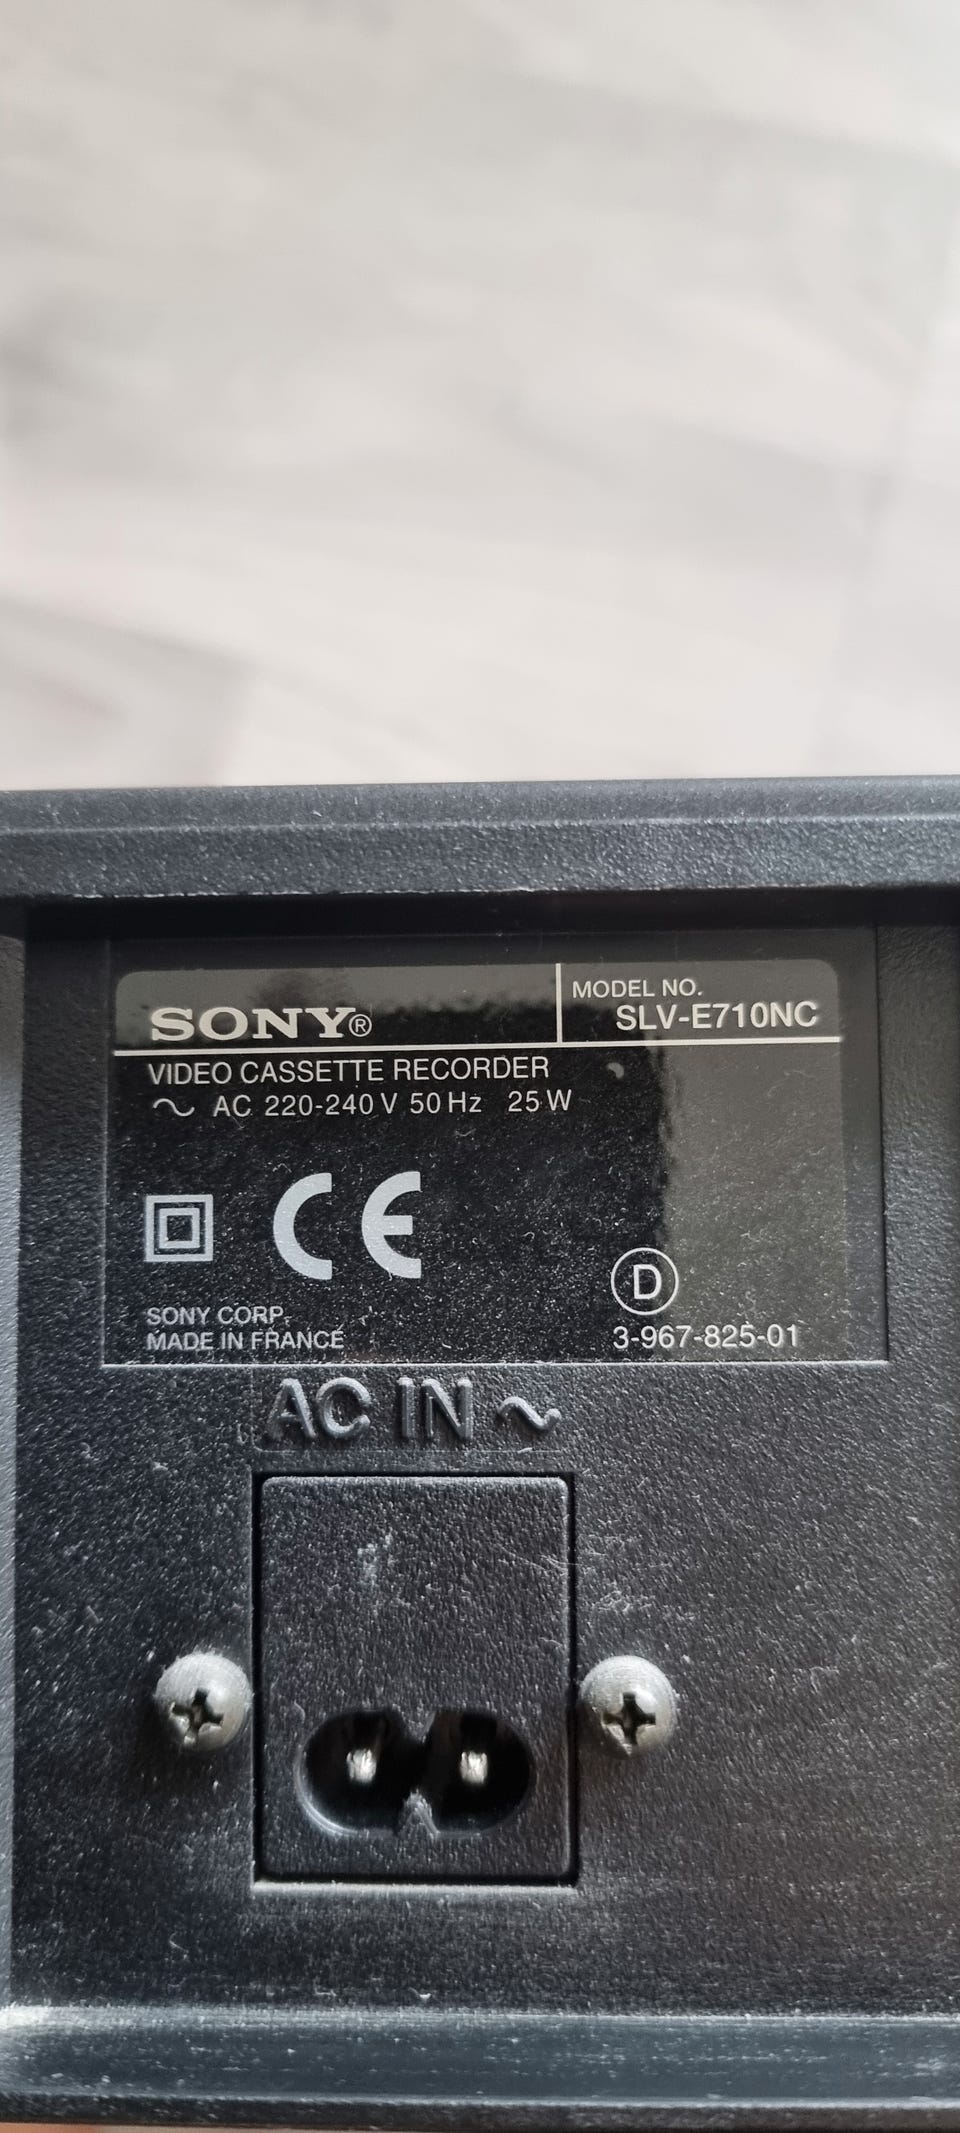 SONY®
MODEL NO.
SLV-E710NC
VIDEO CASSETTE RECORDER
~ AC 220-240 V 50 Hz 25 W
CE
D
SONY CORP.
MADE IN FRANCE
3-967-825-01
AC IN ~